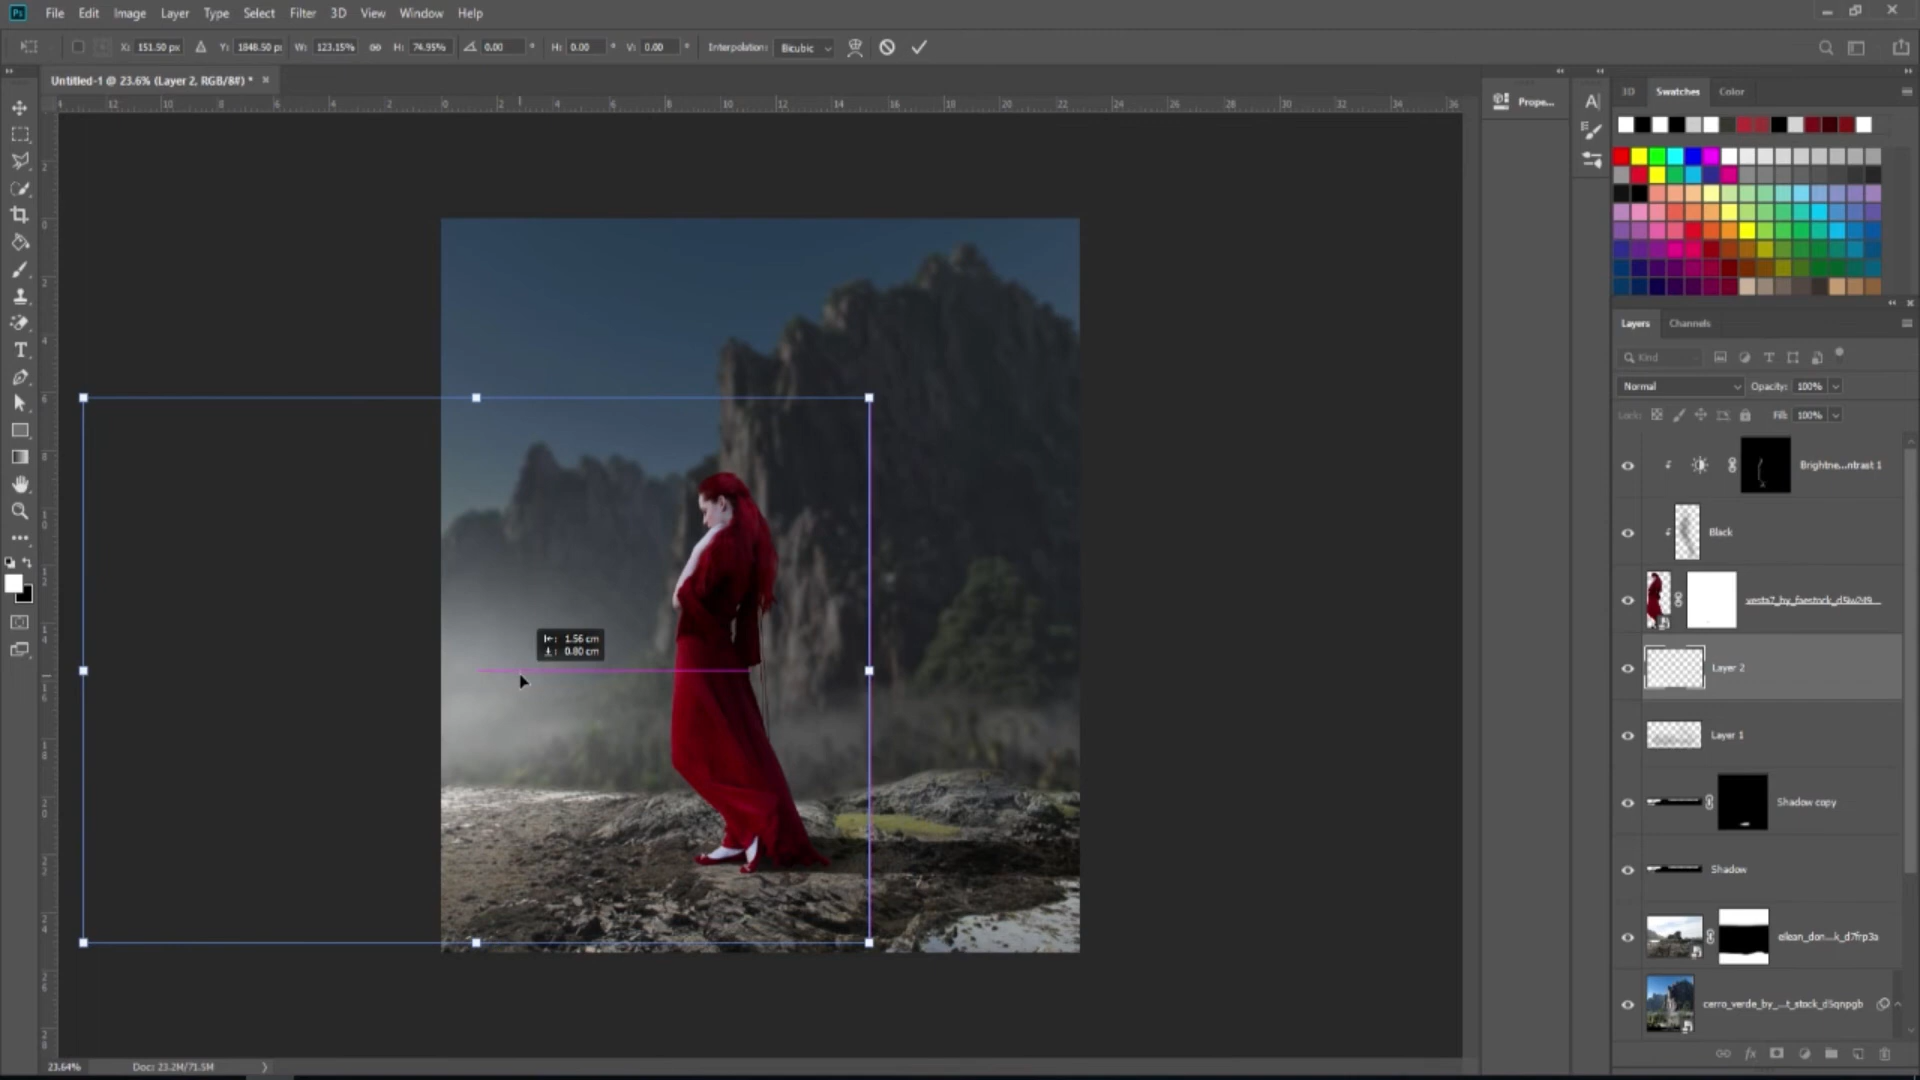 Ps File Edit Image Layer Type Select Filter 3D View Window Help
X: 151.50 px Y: 1848.50 px W: 123.15% H: 74.95% 0.00 ° H: 0.00 ° V: 0.00 ° Interpolation: Bicubic
Untitled-1 @ 23.6% (Layer 2, RGB/8#) * ×
Prope...
3D Swatches Color
Layers Channels
Kind
Normal Opacity: 100%
Lock: Fill: 100%
Brightne...ntrast 1
Black
vesta7_by_faestock_d5iw249...
Layer 2
Layer 1
Shadow copy
Shadow
eilean_don...k_d7frp3a
cerro_verde_by_...t_stock_d5qnpgb
1.56 cm
0.80 cm
23.64% Doc: 23.2M/71.5M